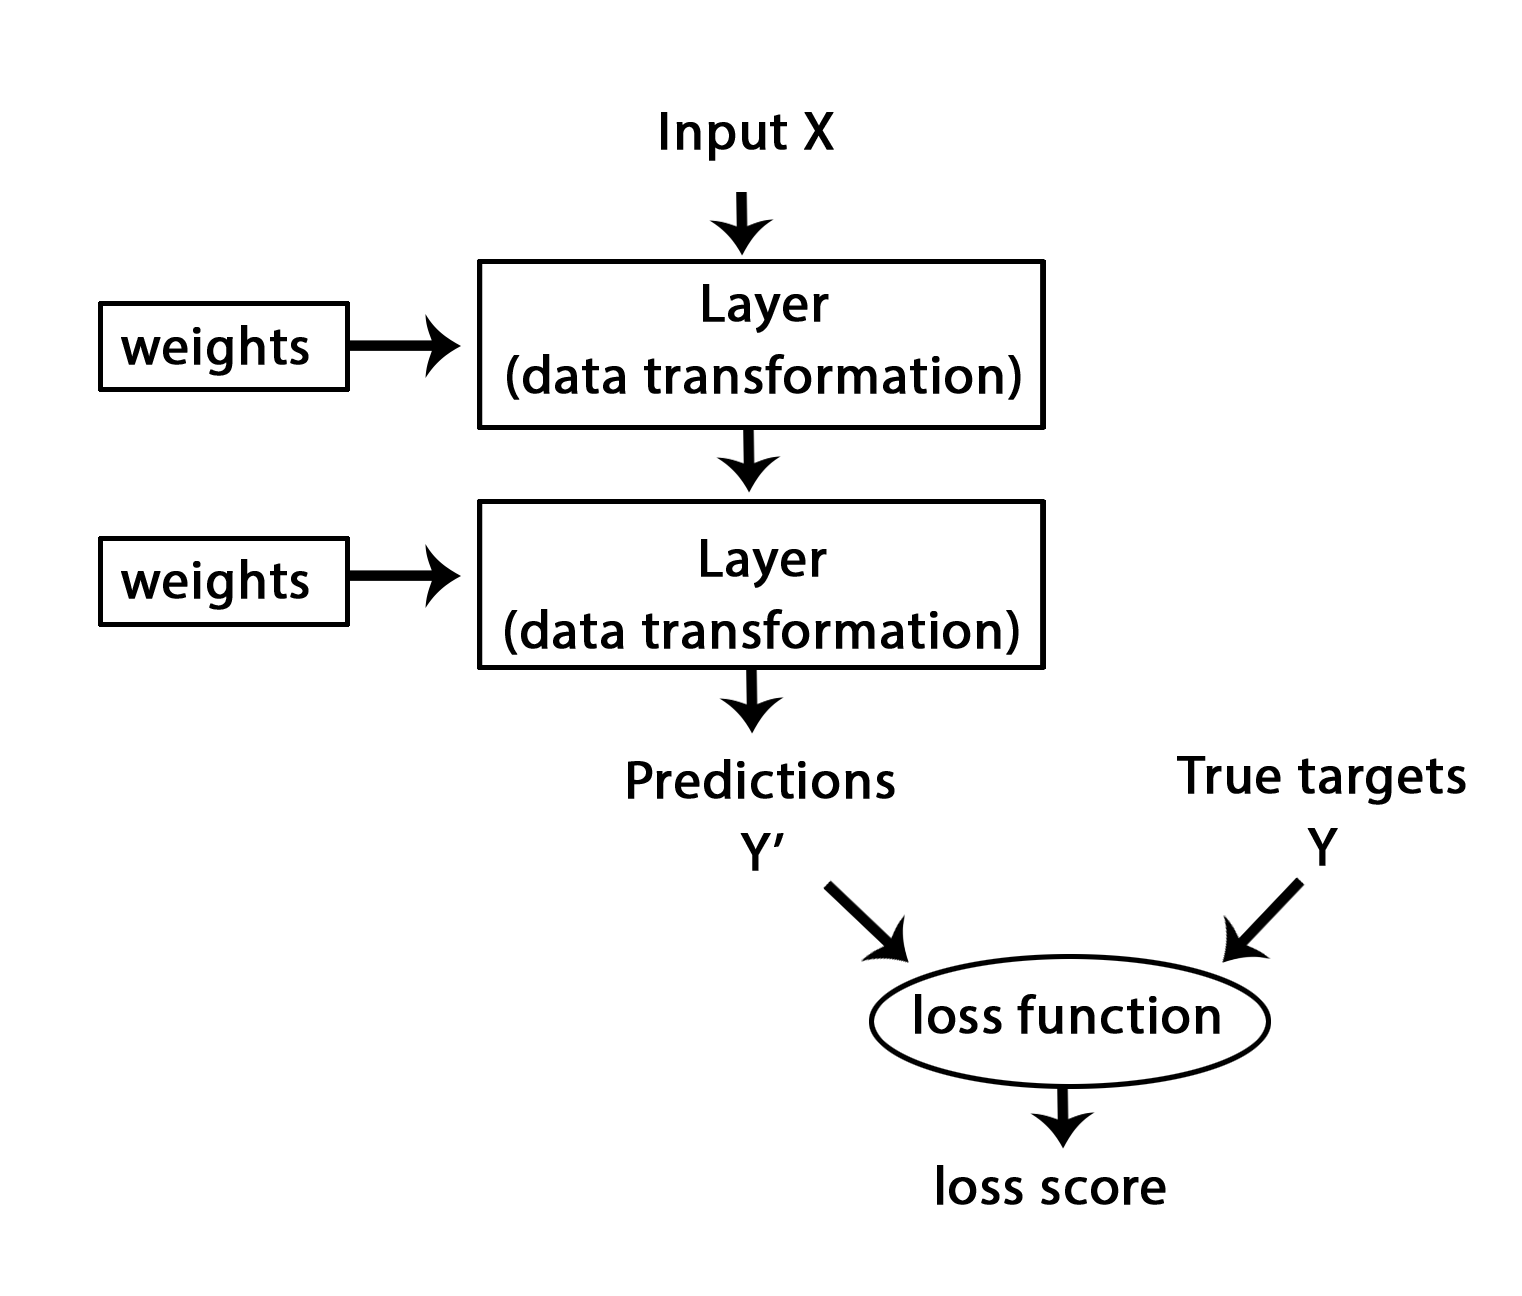 Input X
weights
Layer
(data transformation)
weights
Layer
(data transformation)
Predictions
Y’
True targets
Y
loss function
loss score